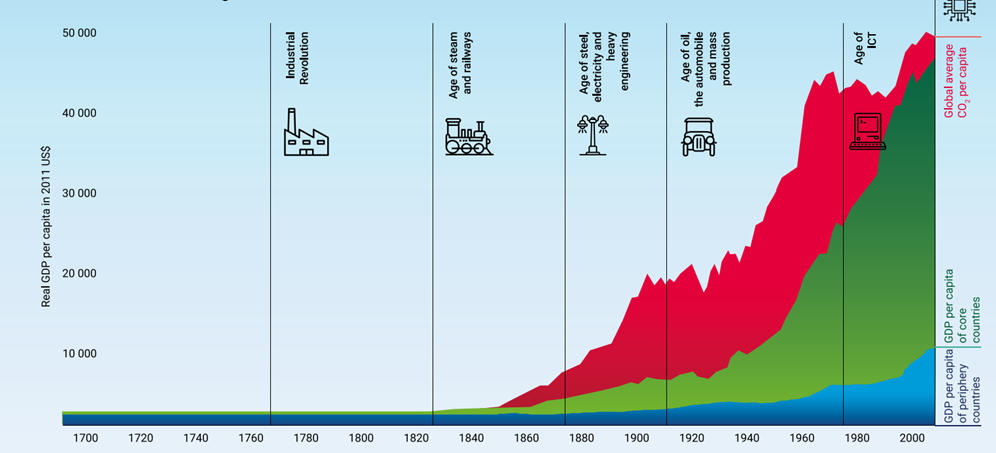 50 000
40 000
30 000
20 000
10 000
Real GDP per capita in 2011 US$
Industrial
Revolution
Age of steam
and railways
Age of steel,
electricity and
heavy
engineering
Age of oil,
the automobile
and mass
production
Age of
ICT
Global average
CO2 per capita
GDP per capita
of core
countries
GDP per capita
of periphery
countries
1700 1720 1740 1760 1780 1800 1820 1840 1860 1880 1900 1920 1940 1960 1980 2000